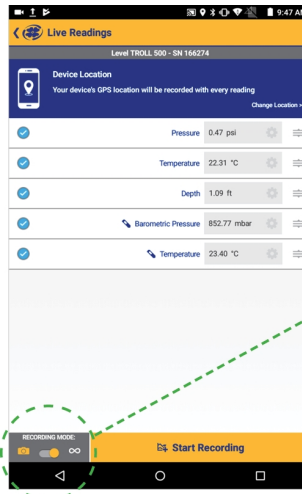 9:47 AM
Live Readings
Level TROLL 500 - SN 166274
Device Location
Your device's GPS location will be recorded with every reading
Change Location >
Pressure 0.47 psi
Temperature 22.31 °C
Depth 1.09 ft
Barometric Pressure 852.77 mbar
Temperature 23.40 °C
RECORDING MODE:
Start Recording